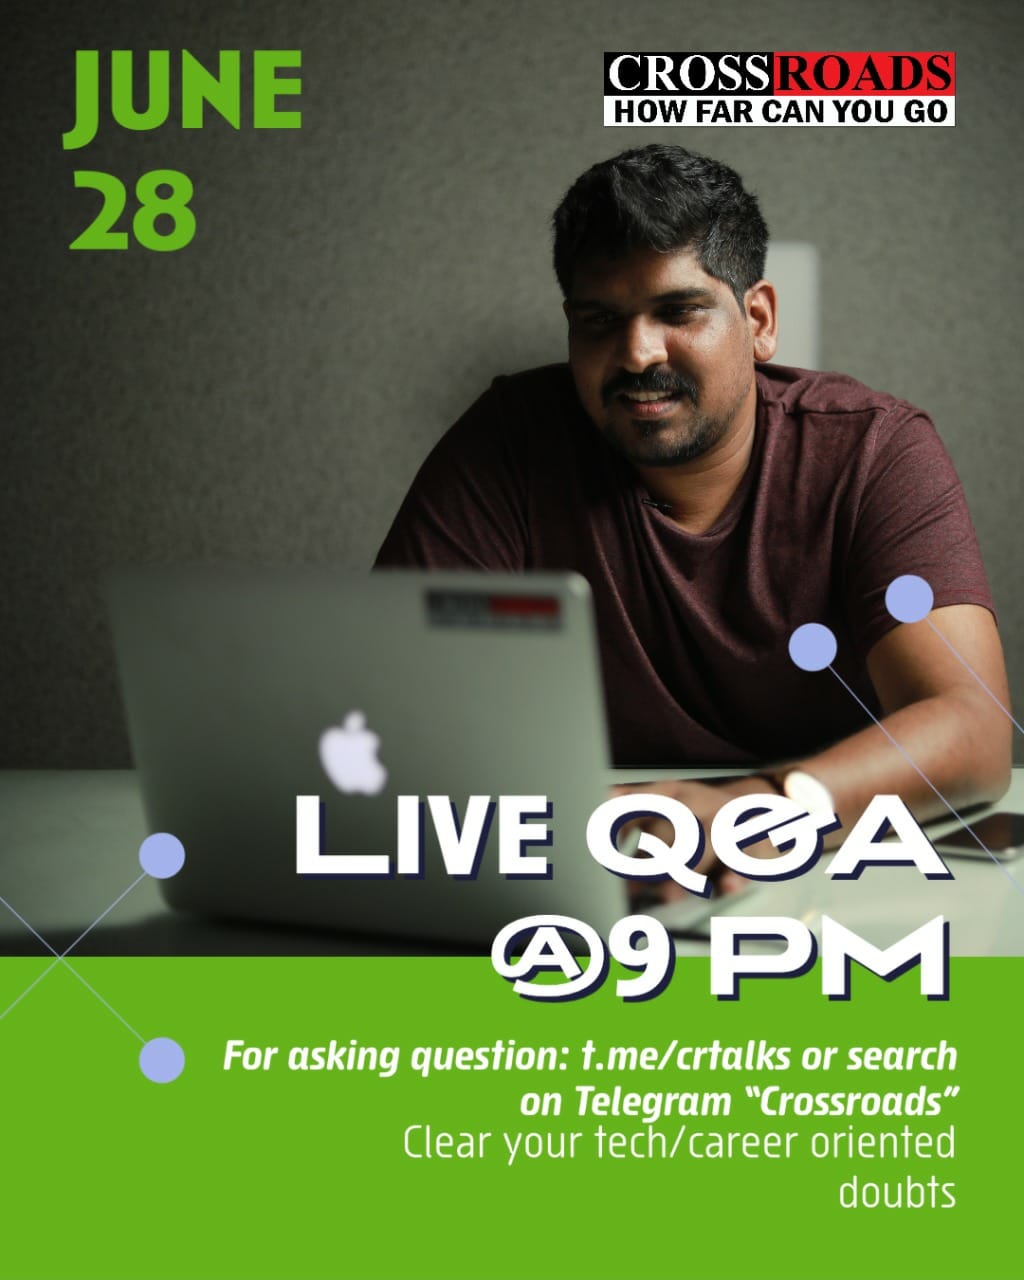 JUNE
28
CROSSROADS
HOW FAR CAN YOU GO
LIVE Q&A
@9 PM
For asking question: t.me/crtalks or search
on Telegram “Crossroads”
Clear your tech/career oriented
doubts